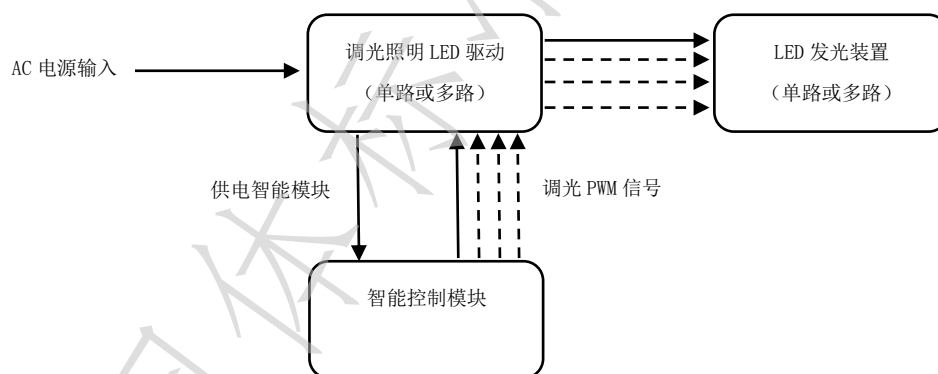 调光照明 LED 驱动
（单路或多路）
LED 发光装置
（单路或多路）
AC 电源输入
供电智能模块
调光 PWM 信号
智能控制模块